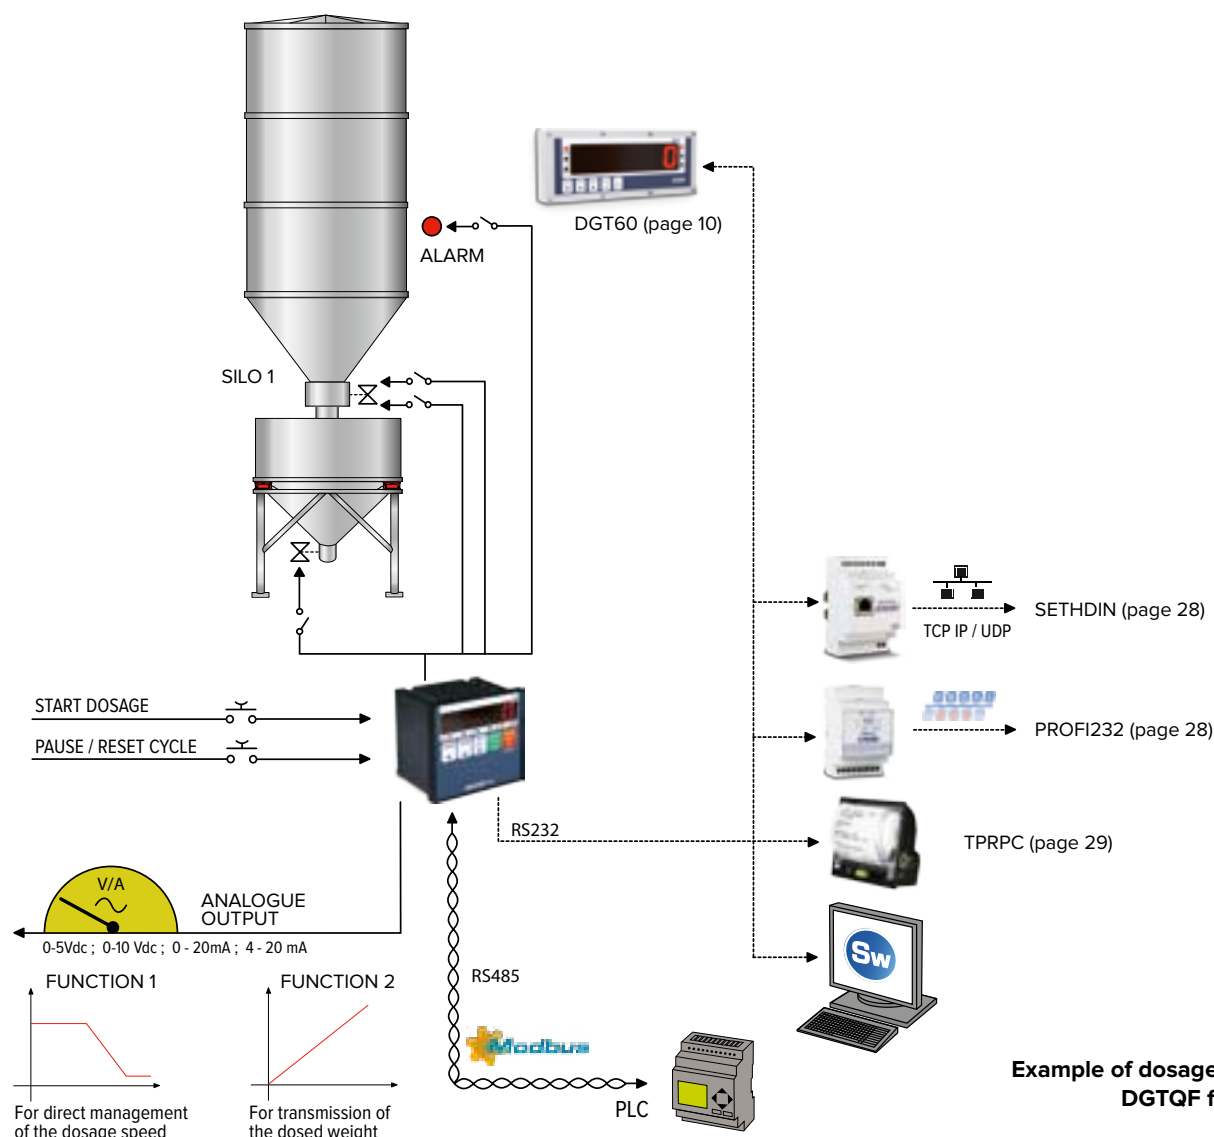 DGT60 (page 10)
ALARM
SILO 1
SETHDIN (page 28)
TCP IP / UDP
START DOSAGE
PAUSE / RESET CYCLE
PROFI232 (page 28)
RS232
TPRPC (page 29)
V/A
ANALOGUE
OUTPUT
0-5Vdc ; 0-10 Vdc ; 0 - 20mA ; 4 - 20 mA
Sw
RS485
FUNCTION 1
FUNCTION 2
Modbus
PLC
Example of dosage
DGTQF f
For direct management
of the dosage speed
For transmission of
the dosed weight